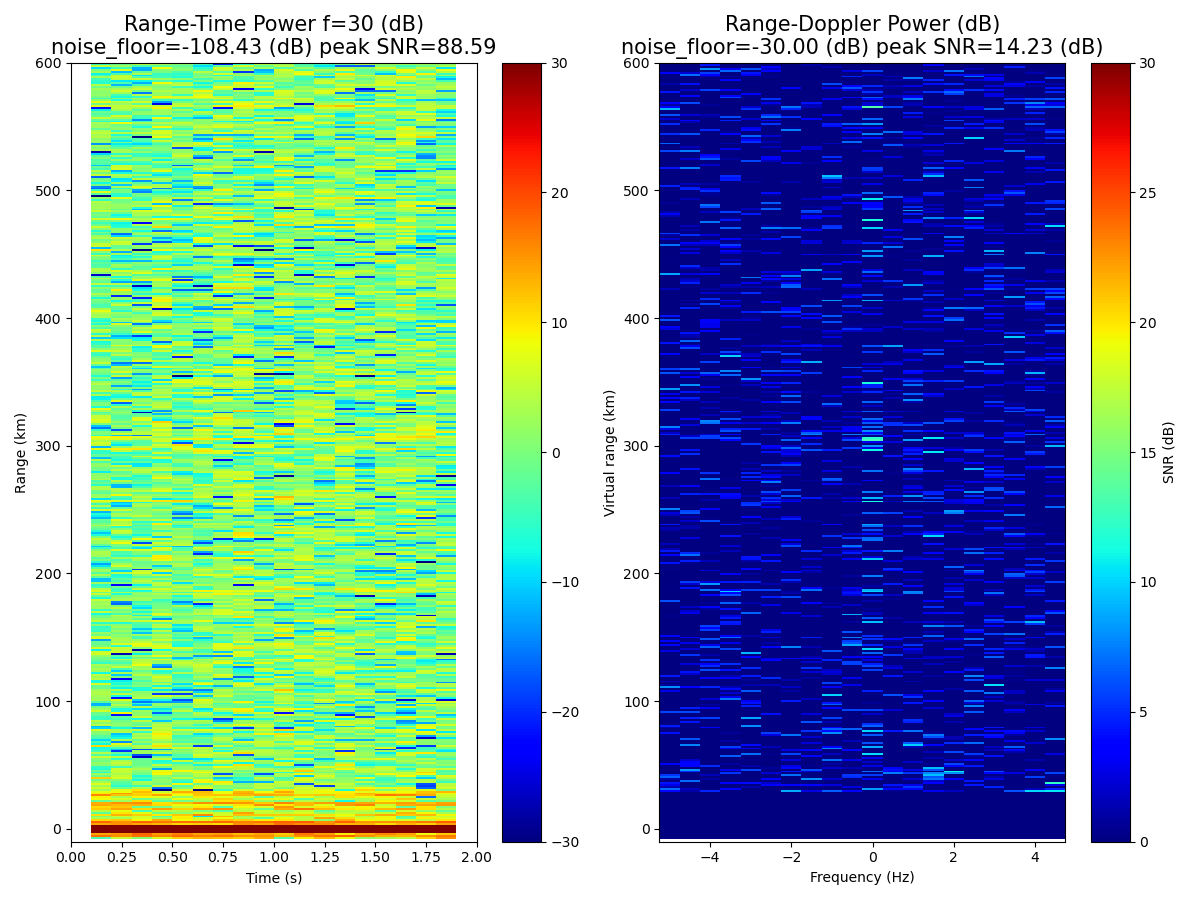 Range-Time Power f=30 (dB)
noise_floor=-108.43 (dB) peak SNR=88.59
Range (km)
600
500
400
300
200
100
0
0.00 0.25 0.50 0.75 1.00 1.25 1.50 1.75 2.00
Time (s)
30
20
10
0
−10
−20
−30
Range-Doppler Power (dB)
noise_floor=-30.00 (dB) peak SNR=14.23 (dB)
Virtual range (km)
600
500
400
300
200
100
0
−4 −2 0 2 4
Frequency (Hz)
30
25
20
15
10
5
0
SNR (dB)